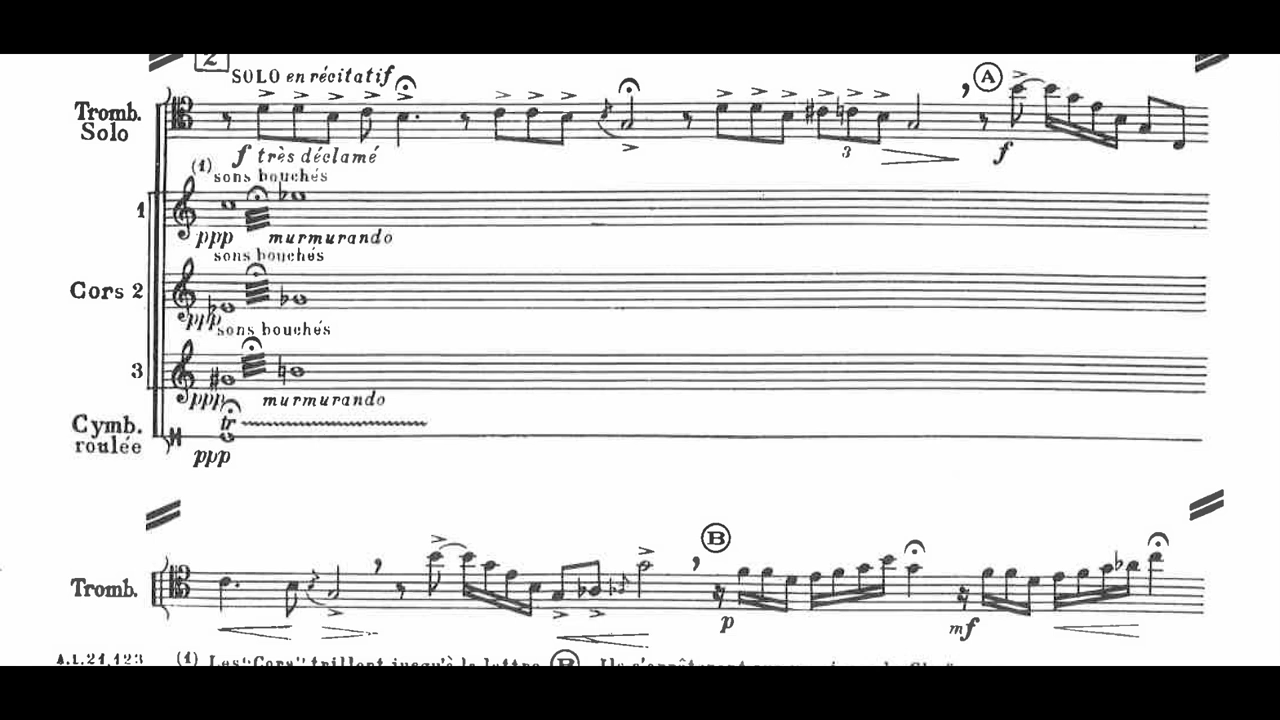 2
SOLO en récitatif
A
Tromb.
Solo
f très déclamé
3
f
(1) sons bouchés
1
ppp murmurando
sons bouchés
Cors 2
ppp
sons bouchés
3
ppp murmurando
tr
Cymb.
roulée
ppp
B
Tromb.
p
mf
A.L.21,123 (1) Les "Cors" trillent jusqu'à la lettre B